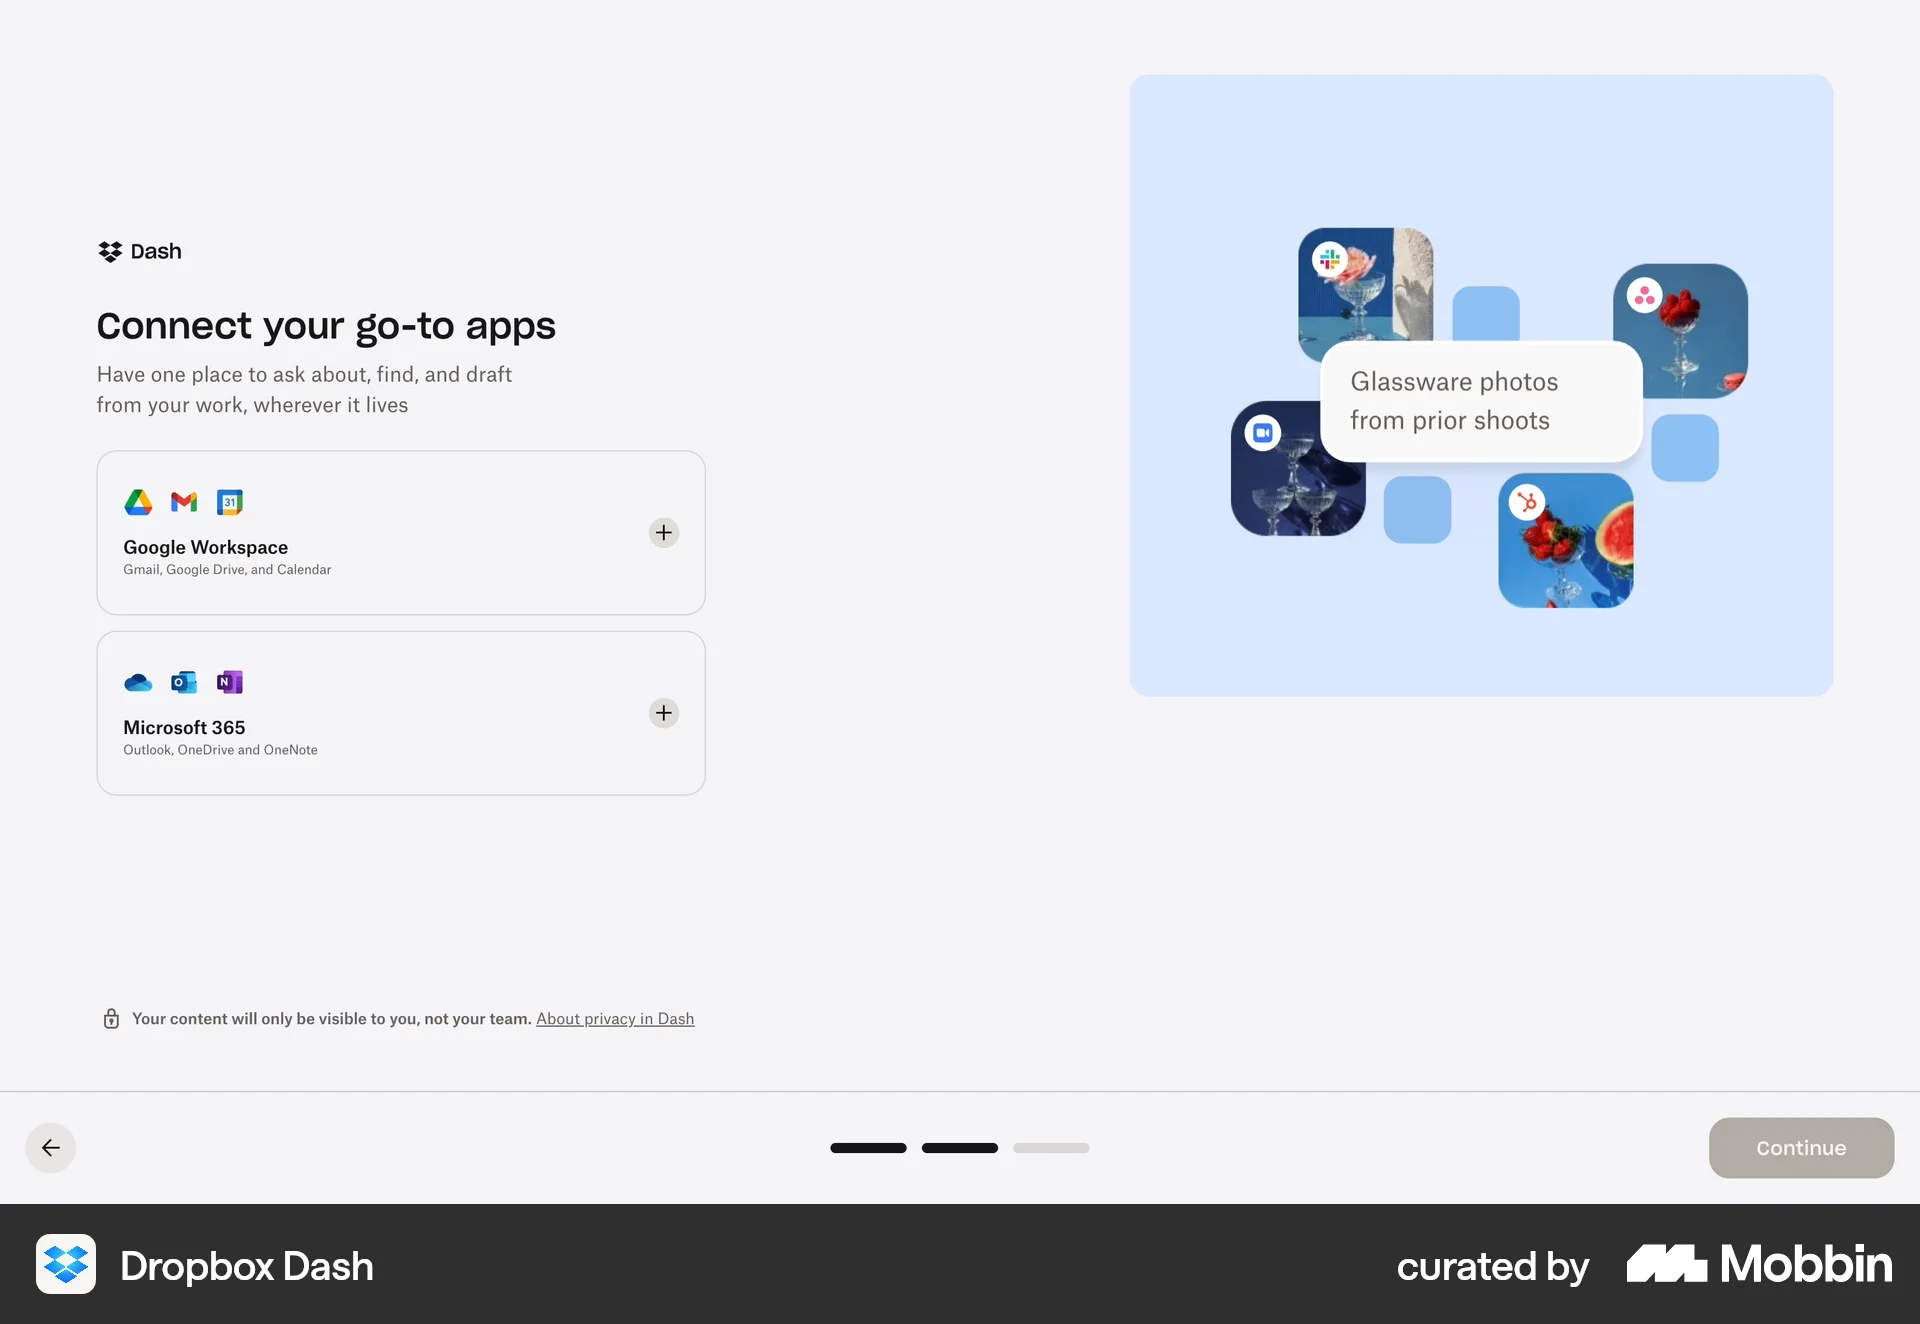 Dash
Connect your go-to apps
Have one place to ask about, find, and draft
from your work, wherever it lives
31
Google Workspace
Gmail, Google Drive, and Calendar
O
N
Microsoft 365
Outlook, OneDrive and OneNote
Glassware photos
from prior shoots
Your content will only be visible to you, not your team. About privacy in Dash
Continue
Dropbox Dash
curated by
Mobbin